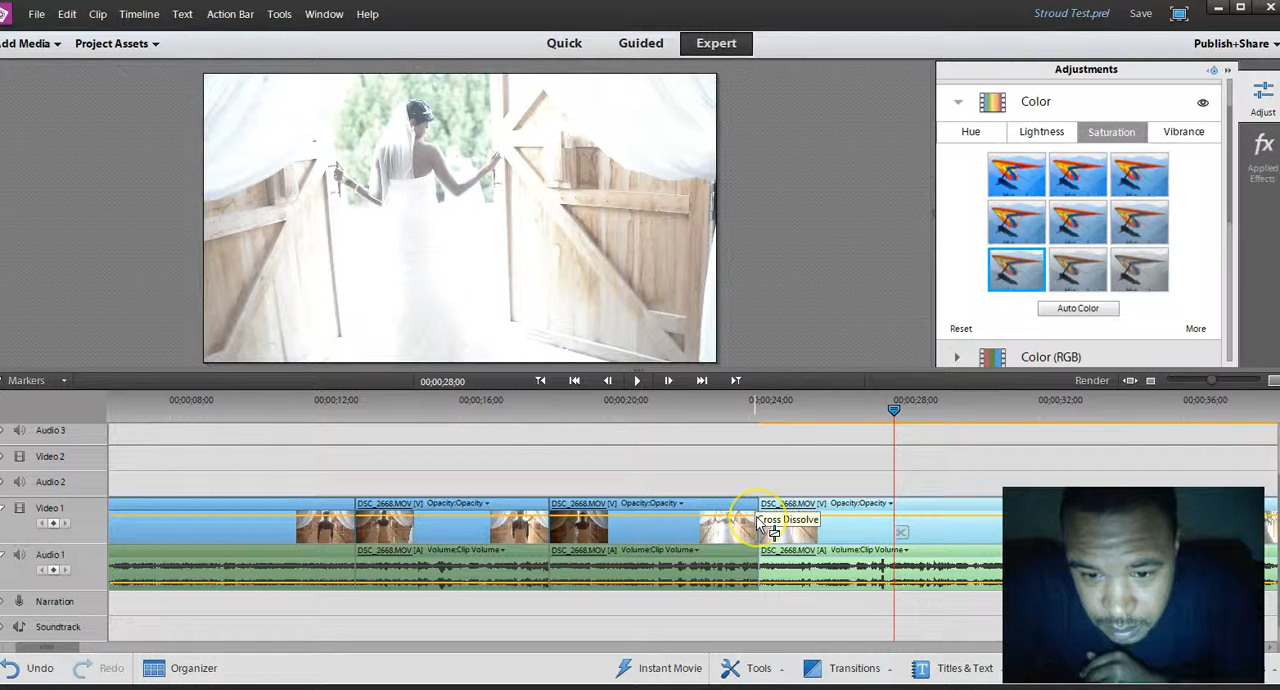 File Edit Clip Timeline Text Action Bar Tools Window Help
Stroud Test.prel Save
dd Media Project Assets
Quick Guided Expert
Publish+Share
Adjustments
Color
Adjust
Hue Lightness Saturation Vibrance
Applied
Effects
Auto Color
Reset More
Color (RGB)
Markers
00;00;28;00
Render
00;00;08;00 00;00;12;00 00;00;16;00 00;00;20;00 00;00;24;00 00;00;28;00 00;00;32;00 00;00;36;00
Audio 3
Video 2
Audio 2
Video 1
DSC_2668.MOV [V] Opacity:Opacity DSC_2668.MOV [V] Opacity:Opacity DSC_2668.MOV [V] Opacity:Opacity
Cross Dissolve
Audio 1
DSC_2668.MOV [A] Volume:Clip Volume DSC_2668.MOV [A] Volume:Clip Volume DSC_2668.MOV [A] Volume:Clip Volume
Narration
Soundtrack
Undo Redo Organizer Instant Movie Tools Transitions Titles & Text